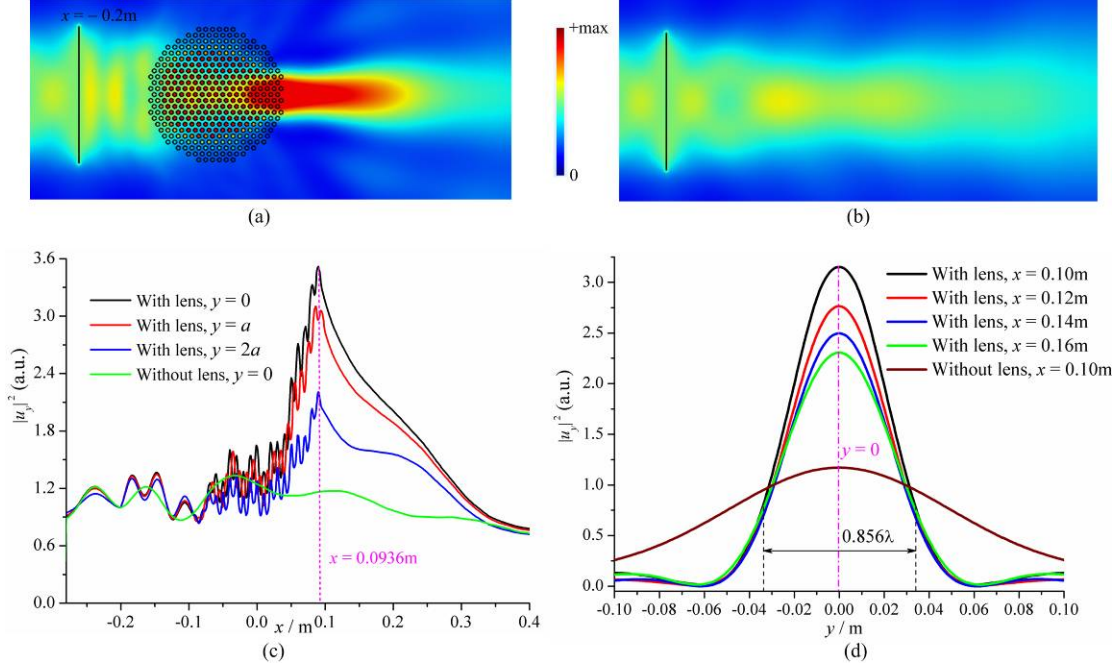 x = − 0.2m
+max
0
(a)
(b)
3.6
3.0
2.4
1.8
1.2
0.6
0.0
|u_y|² (a.u.)
With lens, y = 0
With lens, y = a
With lens, y = 2a
Without lens, y = 0
x = 0.0936m
-0.2 -0.1 0.0 0.1 0.2 0.3 0.4
x / m
(c)
3.0
2.5
2.0
1.5
1.0
0.5
0.0
|u_y|² (a.u.)
With lens, x = 0.10m
With lens, x = 0.12m
With lens, x = 0.14m
With lens, x = 0.16m
Without lens, x = 0.10m
y = 0
0.856λ
-0.10 -0.08 -0.06 -0.04 -0.02 0.00 0.02 0.04 0.06 0.08 0.10
y / m
(d)